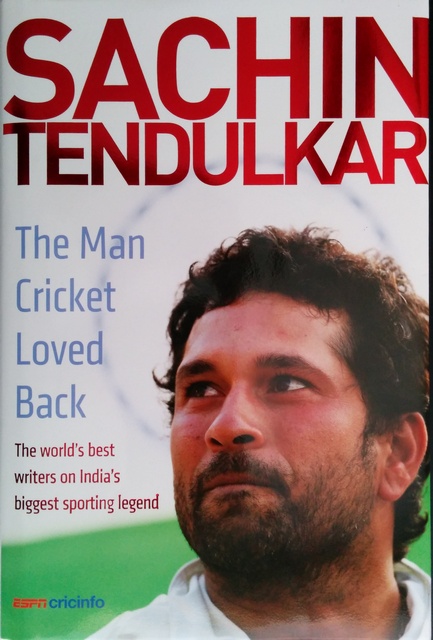 SACHIN
TENDULKAR
The Man
Cricket
Loved
Back
The world's best
writers on India's
biggest sporting legend
ESPN cricinfo